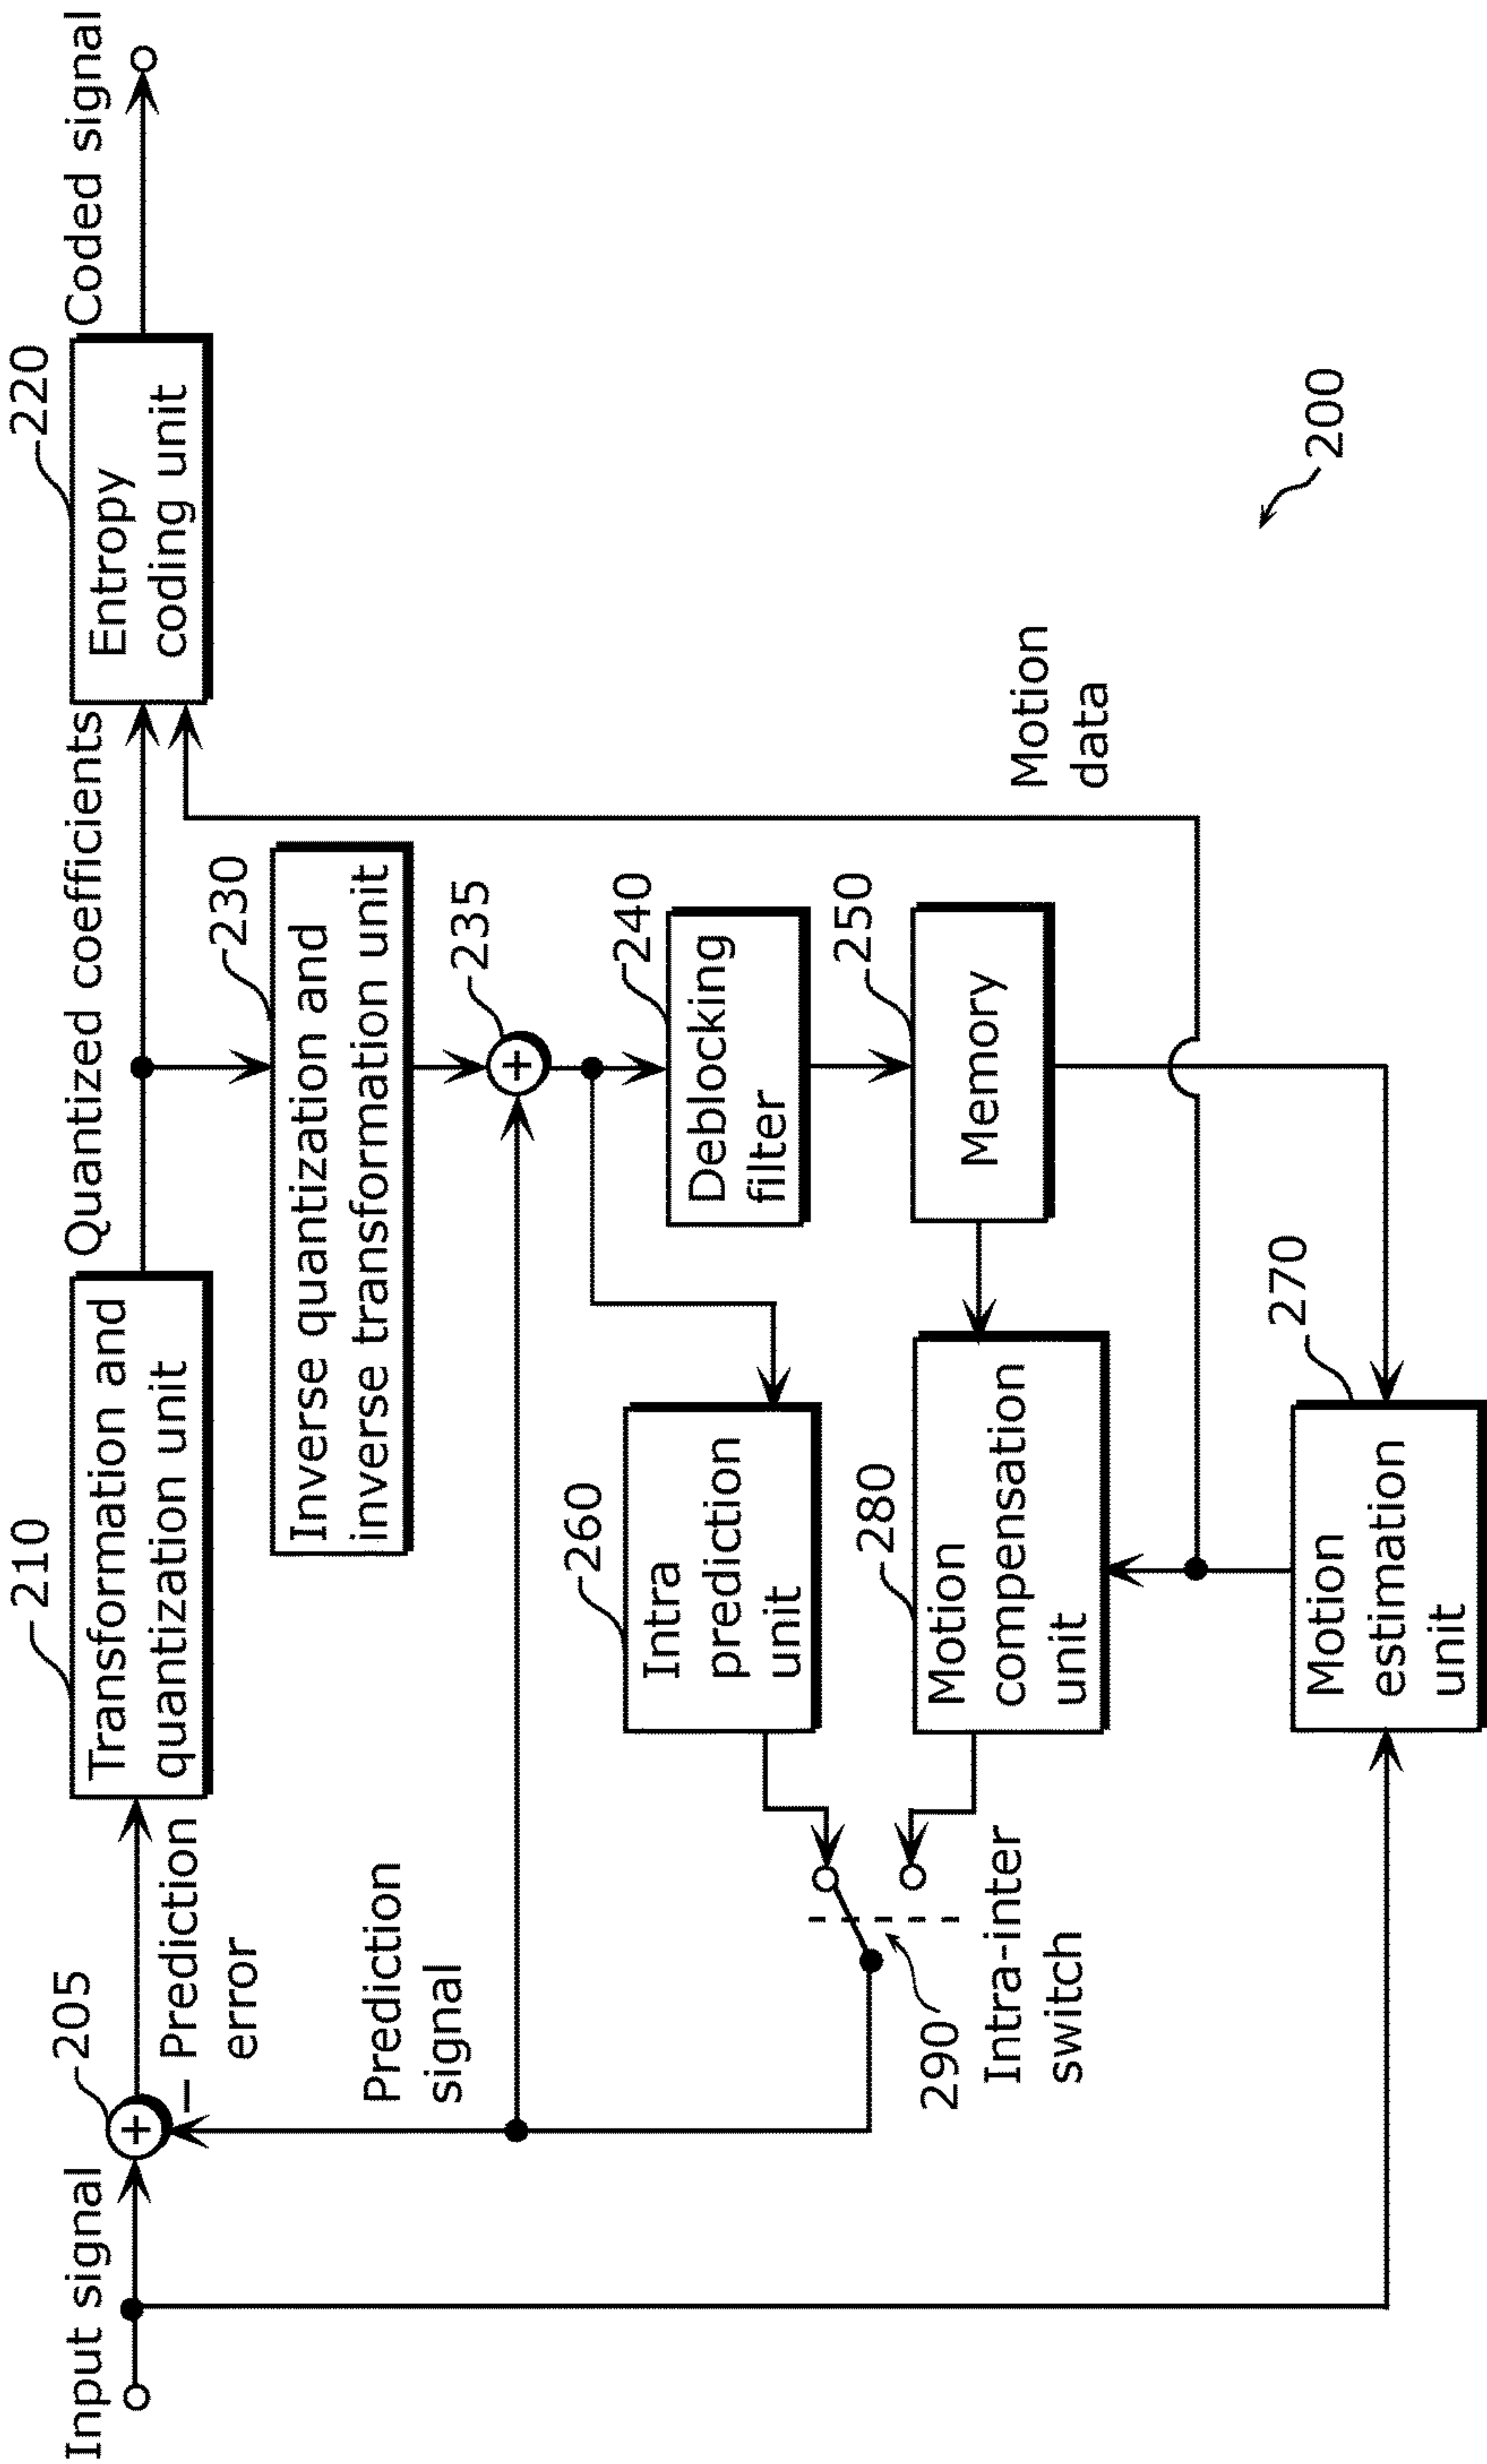 Input signal
205
Prediction
error
210
Transformation and
quantization unit
Quantized coefficients
220
Entropy
coding unit
Coded signal
230
Inverse quantization and
inverse transformation unit
235
Prediction
signal
240
Deblocking
filter
260
Intra
prediction
unit
250
Memory
280
Motion
compensation
unit
290
Intra-inter
switch
Motion
data
270
Motion
estimation
unit
200